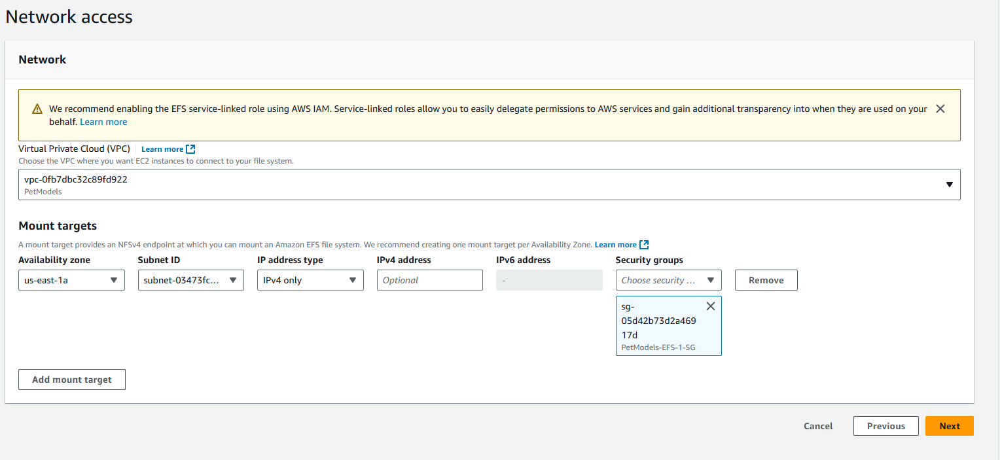 Network access
Network
We recommend enabling the EFS service-linked role using AWS IAM. Service-linked roles allow you to easily delegate permissions to AWS services and gain additional transparency into when they are used on your
behalf. Learn more
Virtual Private Cloud (VPC) Learn more
Choose the VPC where you want EC2 instances to connect to your file system.
vpc-0fb7dbc32c89fd922
PetModels
Mount targets
A mount target provides an NFSv4 endpoint at which you can mount an Amazon EFS file system. We recommend creating one mount target per Availability Zone. Learn more
Availability zone Subnet ID IP address type IPv4 address IPv6 address Security groups
us-east-1a subnet-03473fc... IPv4 only Optional - Choose security ... Remove
sg-
05d42b73d2a469
17d
PetModels-EFS-1-SG
Add mount target
Cancel Previous Next